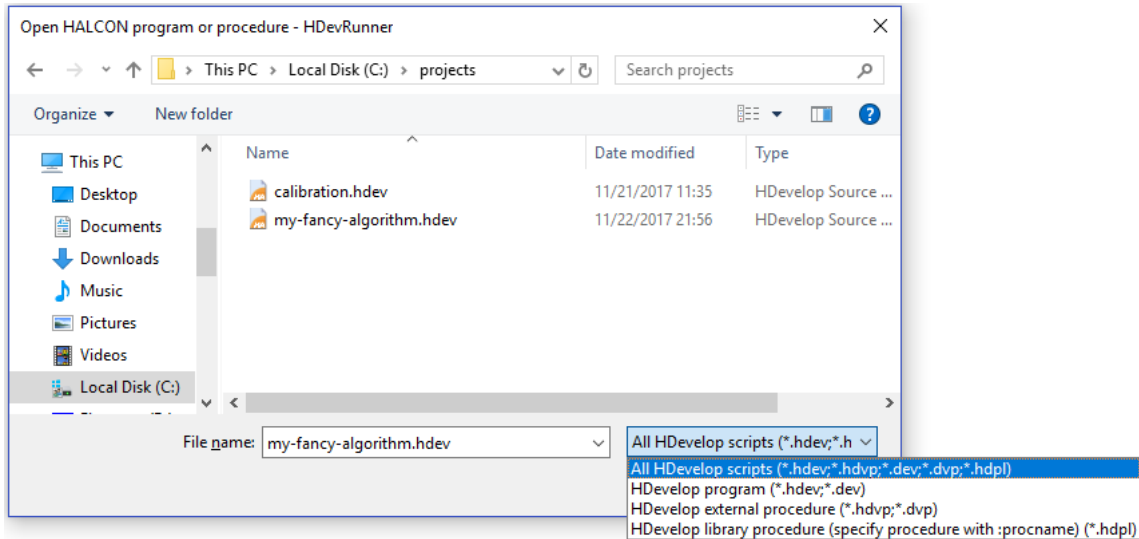 Open HALCON program or procedure - HDevRunner
This PC > Local Disk (C:) > projects
Search projects
Organize
New folder
Name
Date modified
Type
This PC
Desktop
Documents
Downloads
Music
Pictures
Videos
Local Disk (C:)
calibration.hdev 11/21/2017 11:35 HDevelop Source ...
my-fancy-algorithm.hdev 11/22/2017 21:56 HDevelop Source ...
File name: my-fancy-algorithm.hdev
All HDevelop scripts (*.hdev;*.h
All HDevelop scripts (*.hdev;*.hdvp;*.dev;*.dvp;*.hdpl)
HDevelop program (*.hdev;*.dev)
HDevelop external procedure (*.hdvp;*.dvp)
HDevelop library procedure (specify procedure with :procname) (*.hdpl)